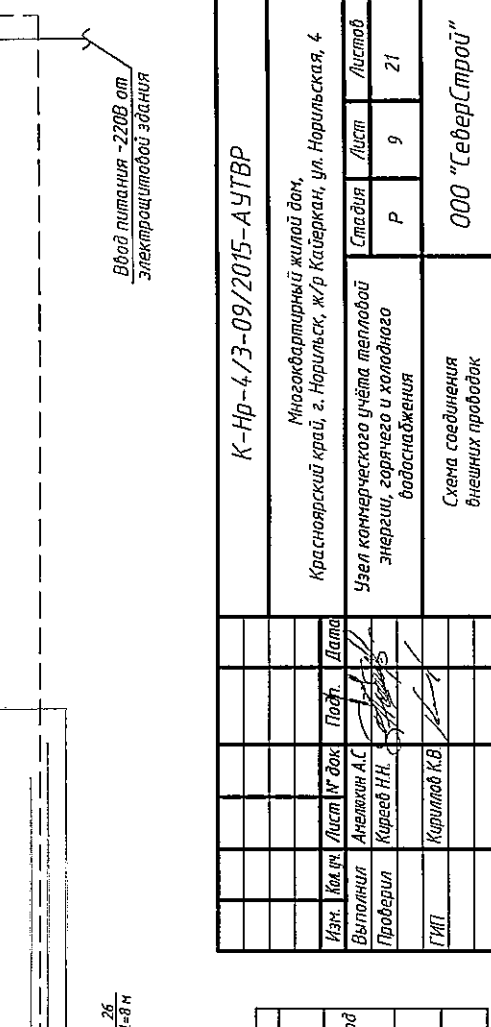 Ввод питания ~220В от
электрощитовой здания
К-Нр-4/3-09/2015-АУТВР
Многоквартирный жилой дом,
Красноярский край, г. Норильск, ж/р Кайеркан, ул. Норильская, 4
Изм. Кол.уч. Лист № док Подп. Дата
Выполнил Амелюхин А.С
Проверил Киреев Н.Н.
ГИП Кириллов К.В.
Узел коммерческого учёта тепловой
энергии, горячего и холодного
водоснабжения
Стадия Лист Листов
Р 9 21
Схема соединения
внешних проводок
ООО "СеверСтрой"
26